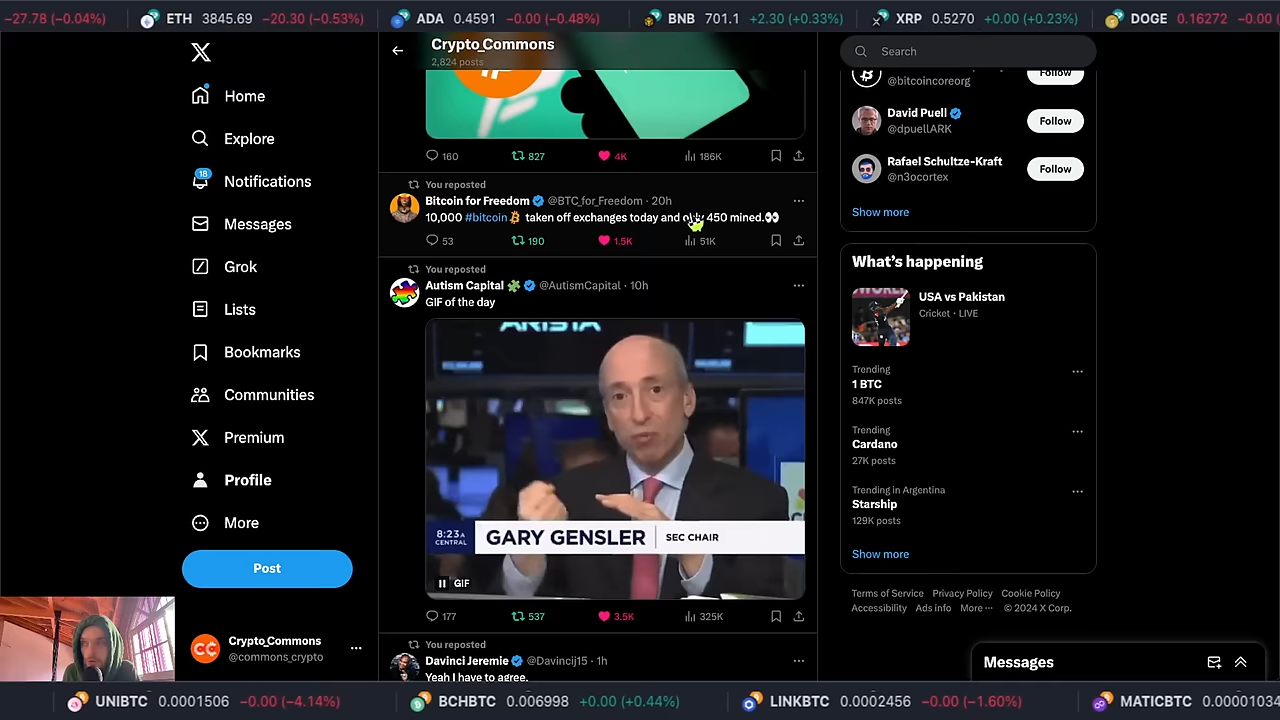 -27.78 (−0.04%)
ETH 3845.69 −20.30 (−0.53%)
ADA 0.4591 −0.00 (−0.48%)
BNB 701.1 +2.30 (+0.33%)
XRP 0.5270 +0.00 (+0.23%)
DOGE 0.16272 −0.00
Home
Explore
18
Notifications
Messages
Grok
Lists
Bookmarks
Communities
Premium
Profile
More
Post
Crypto_Commons
@commons_crypto
Crypto_Commons
2,824 posts
160 827 4K 186K
You reposted
Bitcoin for Freedom @BTC_for_Freedom · 20h
10,000 #bitcoin taken off exchanges today and only 450 mined.👀
53 190 1.5K 51K
You reposted
Autism Capital 🧩 @AutismCapital · 10h
GIF of the day
ARISTA
8:23A
CENTRAL
GARY GENSLER
SEC CHAIR
GIF
177 537 3.5K 325K
You reposted
Davinci Jeremie @Davincij15 · 1h
Yeah I have to agree.
Search
@bitcoincoreorg
Follow
David Puell
@dpuellARK
Follow
Rafael Schultze-Kraft
@n3ocortex
Follow
Show more
What's happening
USA vs Pakistan
Cricket · LIVE
Trending
1 BTC
847K posts
Trending
Cardano
27K posts
Trending in Argentina
Starship
129K posts
Show more
Terms of Service Privacy Policy Cookie Policy
Accessibility Ads info More ··· © 2024 X Corp.
Messages
UNIBTC 0.0001506 −0.00 (−4.14%)
BCHBTC 0.006998 +0.00 (+0.44%)
LINKBTC 0.0002456 −0.00 (−1.60%)
MATICBTC 0.00001034